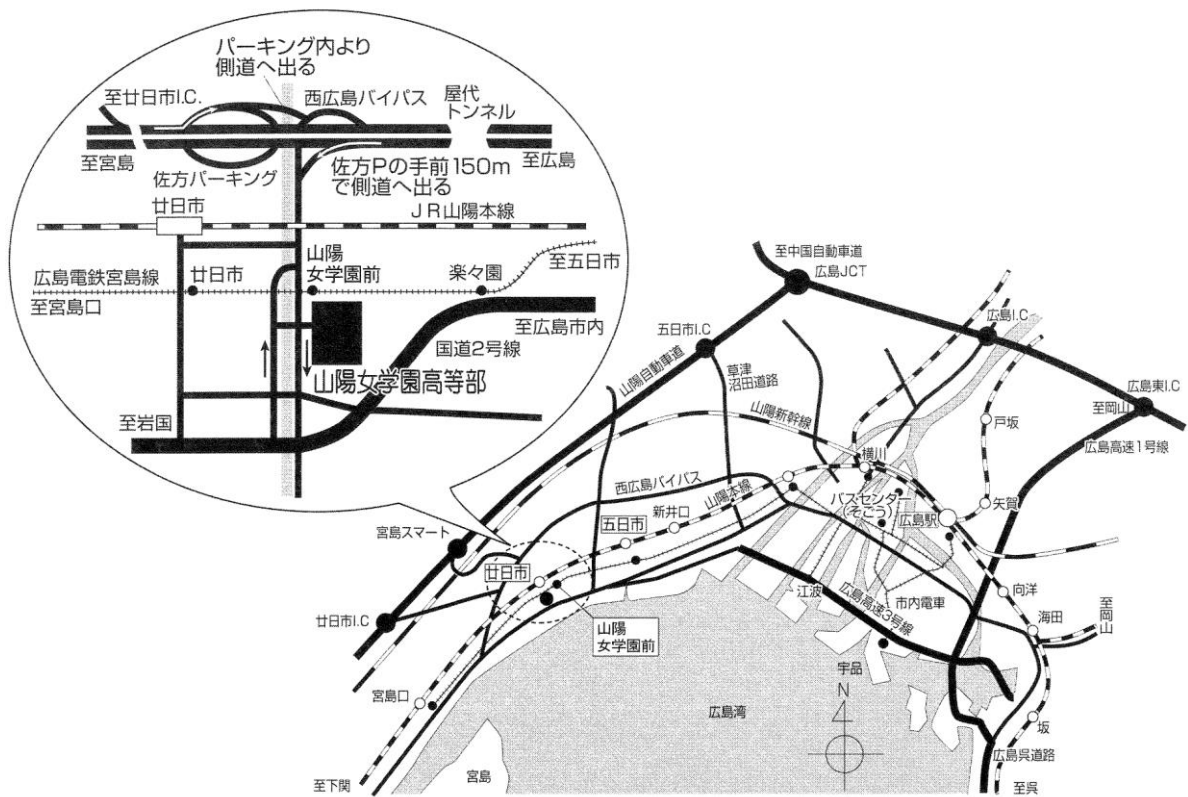 パーキング内より
側道へ出る
至廿日市I.C.
西広島バイパス
屋代
トンネル
至宮島
佐方パーキング
佐方Pの手前150m
で側道へ出る
至広島
廿日市
JR山陽本線
山陽
女学園前
広島電鉄宮島線
廿日市
楽々園
至五日市
至宮島口
至広島市内
国道2号線
山陽女学園高等部
至岩国
至中国自動車道
広島JCT
五日市I.C
広島I.C
山陽自動車道
草津
沼田道路
広島東I.C
至岡山
山陽新幹線
戸坂
広島高速1号線
横川
西広島バイパス
山陽本線
バスセンター
(そごう)
矢賀
新井口
広島駅
五日市
宮島スマート
廿日市
江波
広島高速3号線
市内電車
向洋
海田
至岡山
廿日市I.C
山陽
女学園前
宇品
宮島口
N
広島湾
坂
広島呉道路
宮島
至下関
至呉